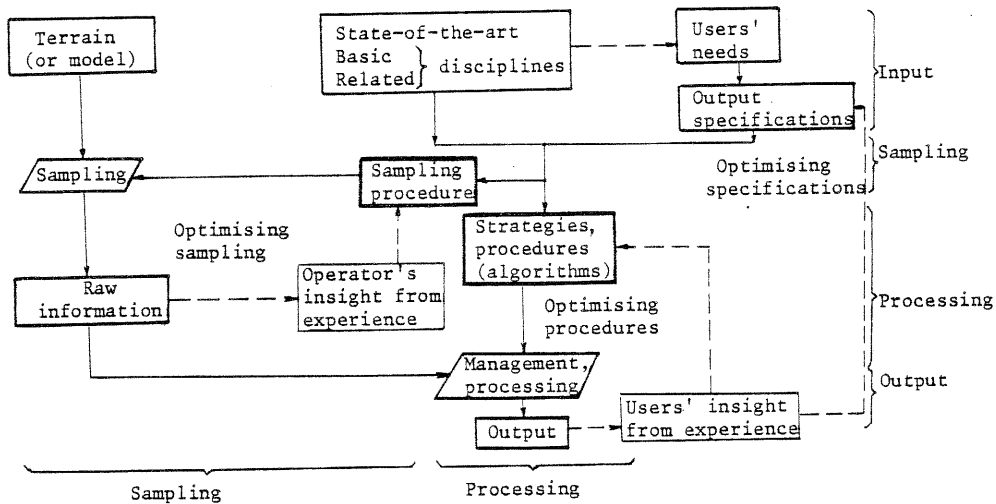 Terrain
(or model)
State-of-the-art
Basic
Related
disciplines
Users'
needs
Input
Output
specifications
Sampling
Sampling
procedure
Optimising
specifications
Sampling
Optimising
sampling
Strategies,
procedures
(algorithms)
Raw
information
Operator's
insight from
experience
Optimising
procedures
Processing
Management,
processing
Output
Users' insight
from experience
Output
Sampling
Processing